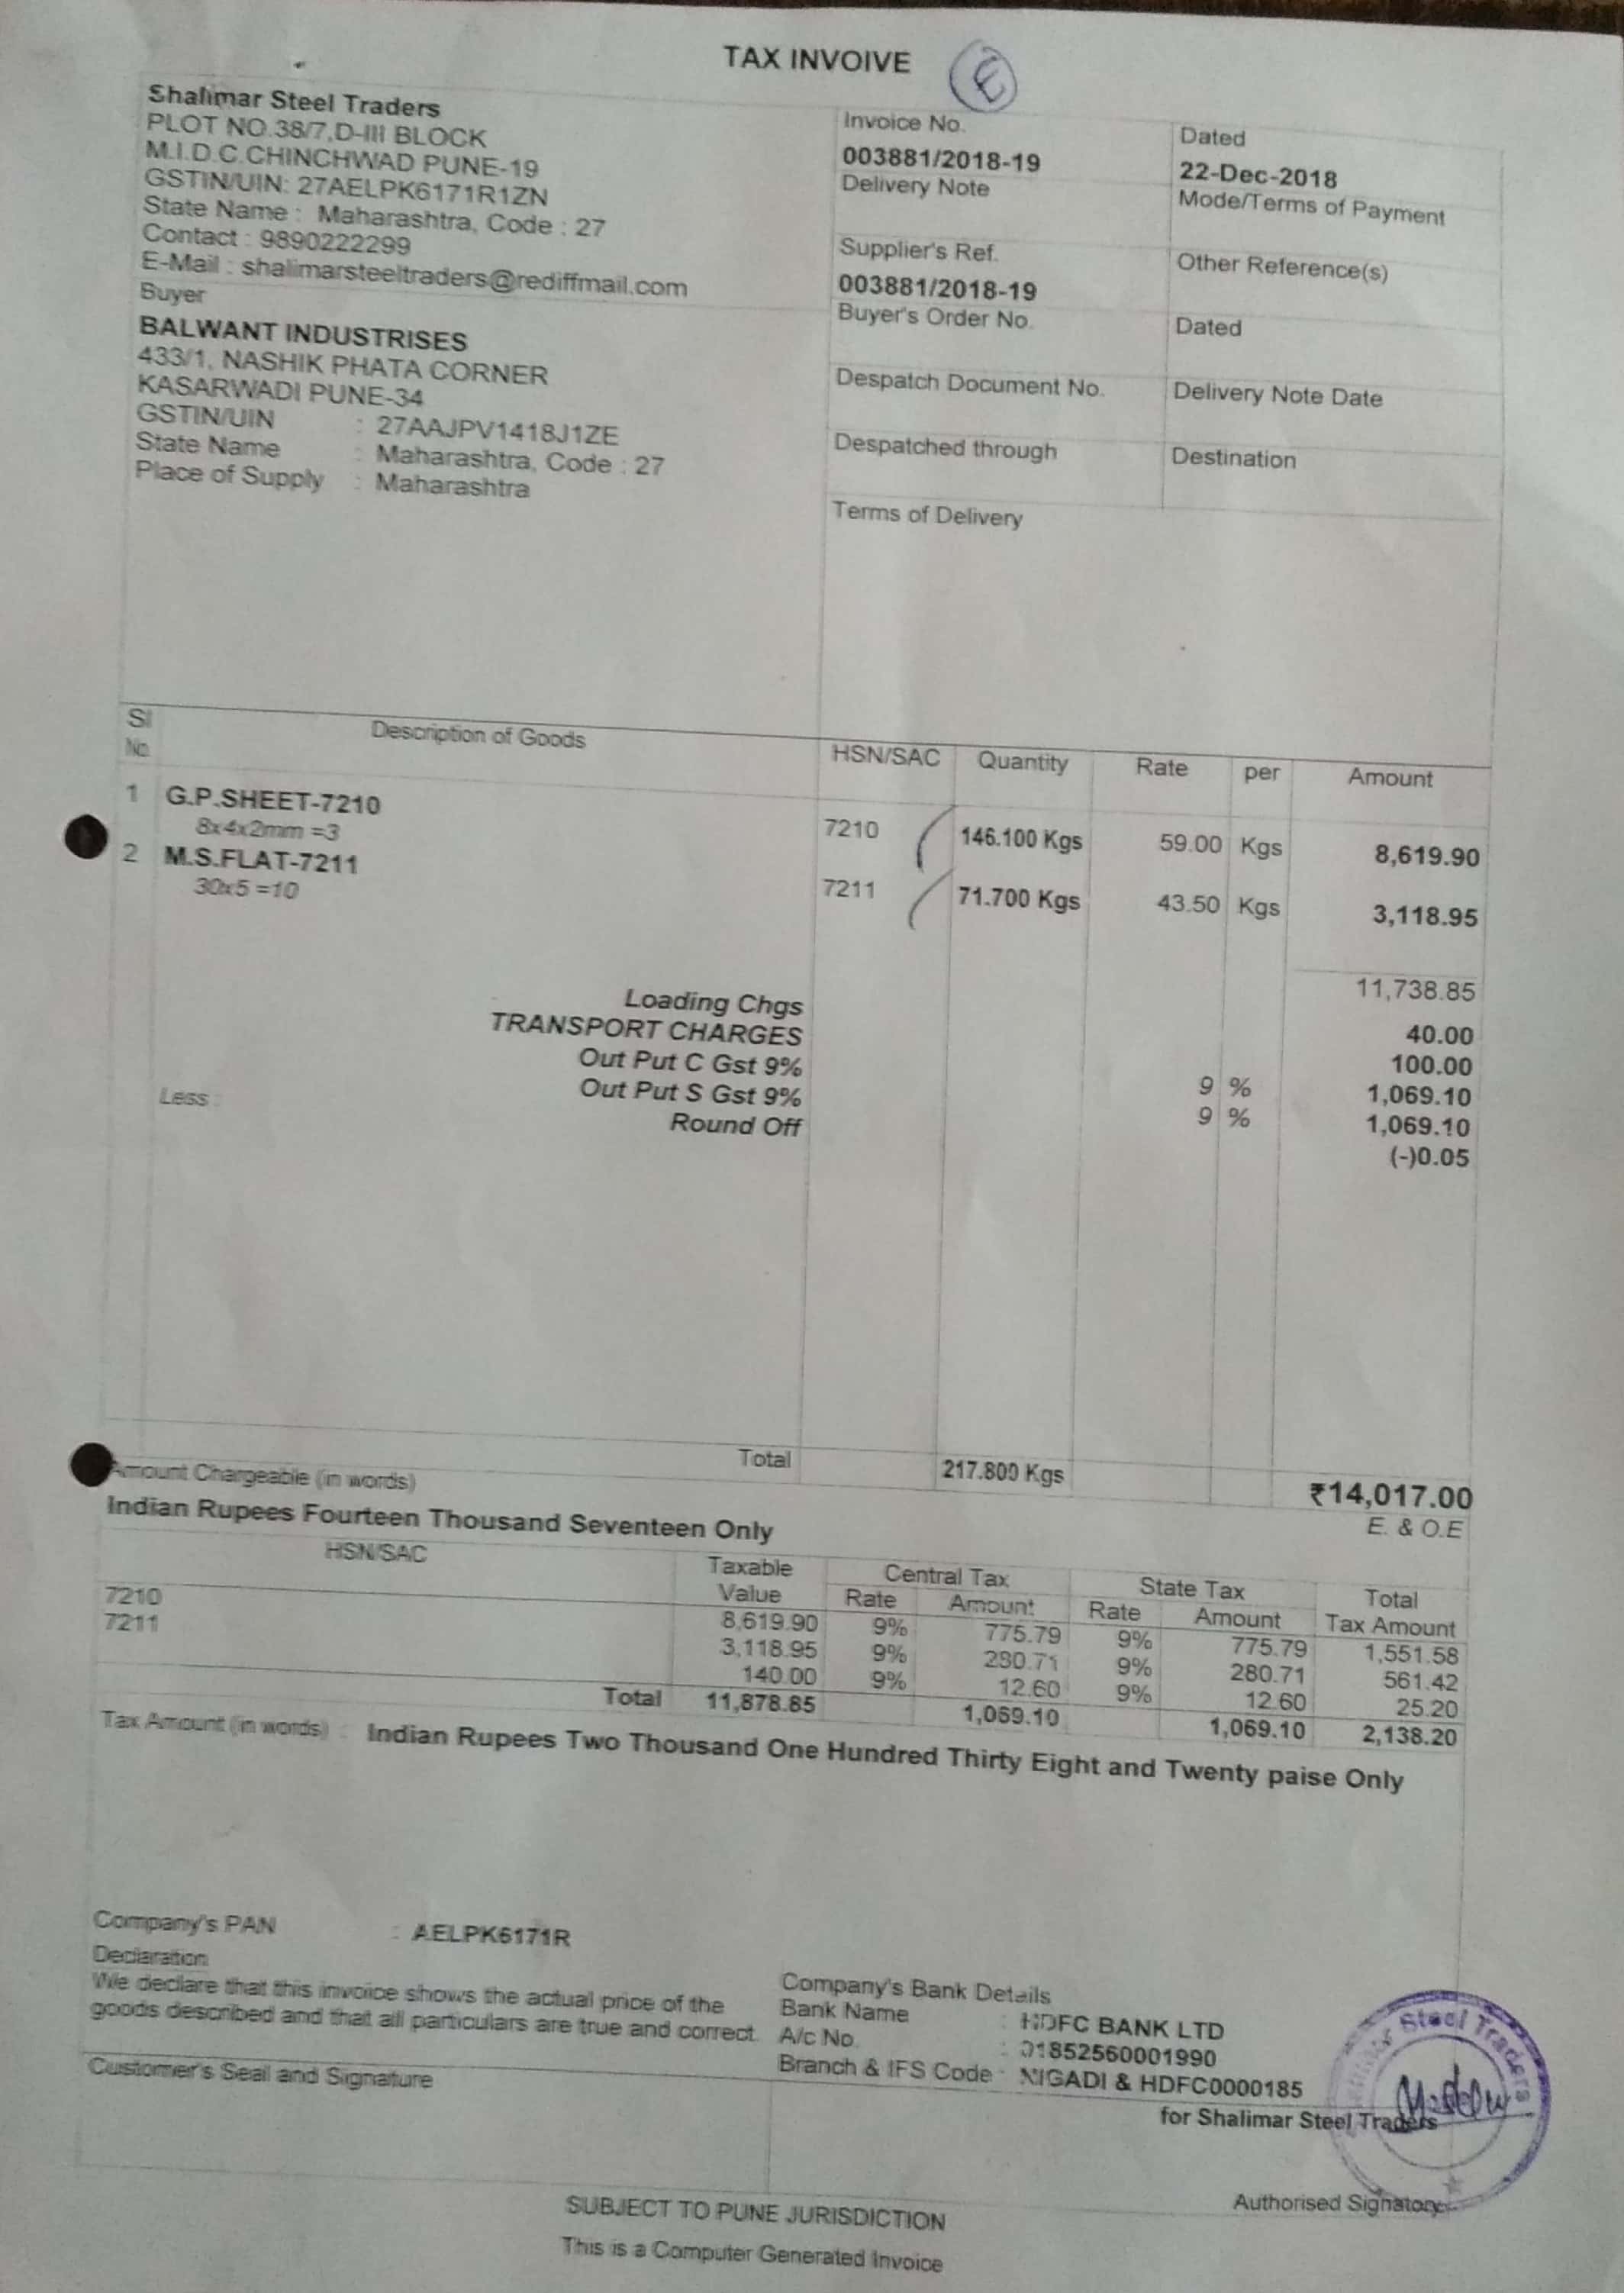 TAX INVOIVE
E
Shalimar Steel Traders
PLOT NO.38/7,D-III BLOCK
M.I.D.C.CHINCHWAD PUNE-19
GSTIN/UIN: 27AELPK6171R1ZN
State Name : Maharashtra, Code : 27
Contact : 9890222299
E-Mail : shalimarsteeltraders@rediffmail.com
Buyer
BALWANT INDUSTRISES
433/1, NASHIK PHATA CORNER
KASARWADI PUNE-34
GSTIN/UIN : 27AAJPV1418J1ZE
State Name : Maharashtra, Code : 27
Place of Supply : Maharashtra
Invoice No. Dated
003881/2018-19 22-Dec-2018
Delivery Note Mode/Terms of Payment
Supplier's Ref. Other Reference(s)
003881/2018-19
Buyer's Order No. Dated
Despatch Document No. Delivery Note Date
Despatched through Destination
Terms of Delivery
Sl Description of Goods HSN/SAC Quantity Rate per Amount
No.
1 G.P.SHEET-7210 7210 146.100 Kgs 59.00 Kgs 8,619.90
8x4x2mm =3
2 M.S.FLAT-7211 7211 71.700 Kgs 43.50 Kgs 3,118.95
30x5 =10
11,738.85
Loading Chgs 40.00
TRANSPORT CHARGES 100.00
Out Put C Gst 9% 9 % 1,069.10
Out Put S Gst 9% 9 % 1,069.10
Less : Round Off (-)0.05
Total 217.800 Kgs ₹14,017.00
Amount Chargeable (in words) E. & O.E
Indian Rupees Fourteen Thousand Seventeen Only
HSN/SAC Taxable Central Tax State Tax Total
Value Rate Amount Rate Amount Tax Amount
7210 8,619.90 9% 775.79 9% 775.79 1,551.58
7211 3,118.95 9% 280.71 9% 280.71 561.42
140.00 9% 12.60 9% 12.60 25.20
Total 11,878.85 1,069.10 1,069.10 2,138.20
Tax Amount (in words) : Indian Rupees Two Thousand One Hundred Thirty Eight and Twenty paise Only
Company's PAN : AELPK6171R
Declaration
We declare that this invoice shows the actual price of the
goods described and that all particulars are true and correct.
Company's Bank Details
Bank Name : HDFC BANK LTD
A/c No. : 01852560001990
Branch & IFS Code : NIGADI & HDFC0000185
Customer's Seal and Signature
for Shalimar Steel Traders
Shalimar Steel Traders
Authorised Signatory
SUBJECT TO PUNE JURISDICTION
This is a Computer Generated Invoice